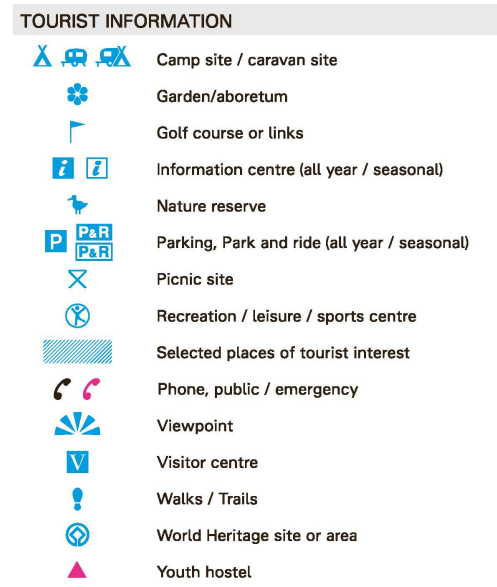 TOURIST INFORMATION
Camp site / caravan site
Garden/aboretum
Golf course or links
i i Information centre (all year / seasonal)
Nature reserve
P P&R P&R Parking, Park and ride (all year / seasonal)
Picnic site
Recreation / leisure / sports centre
Selected places of tourist interest
Phone, public / emergency
Viewpoint
V Visitor centre
Walks / Trails
World Heritage site or area
Youth hostel